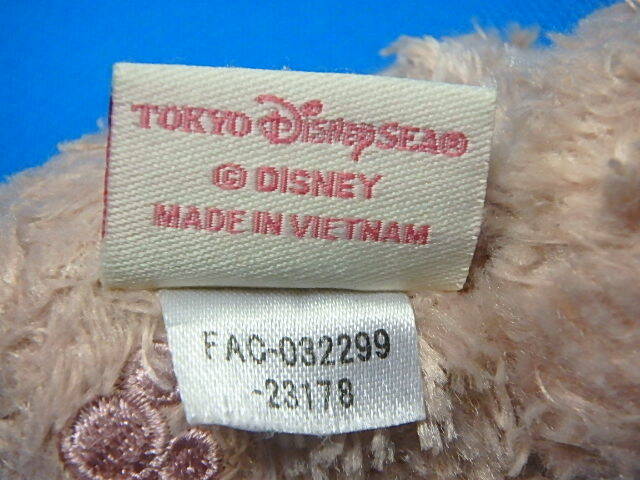 TOKYO DISNEYSEA®
© DISNEY
MADE IN VIETNAM
FAC-032299
-23178